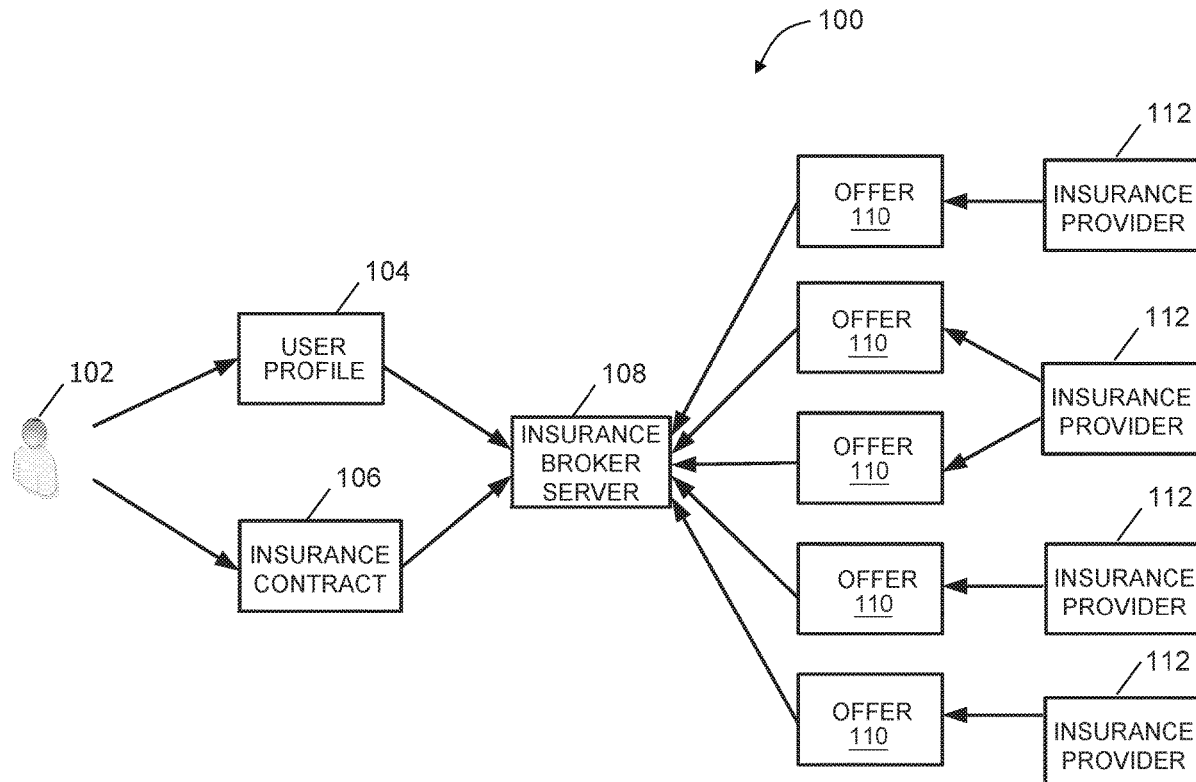 100
112
OFFER
110
INSURANCE
PROVIDER
104
USER
PROFILE
OFFER
110
112
INSURANCE
PROVIDER
102
108
INSURANCE
BROKER
SERVER
OFFER
110
106
INSURANCE
CONTRACT
112
OFFER
110
INSURANCE
PROVIDER
112
OFFER
110
INSURANCE
PROVIDER